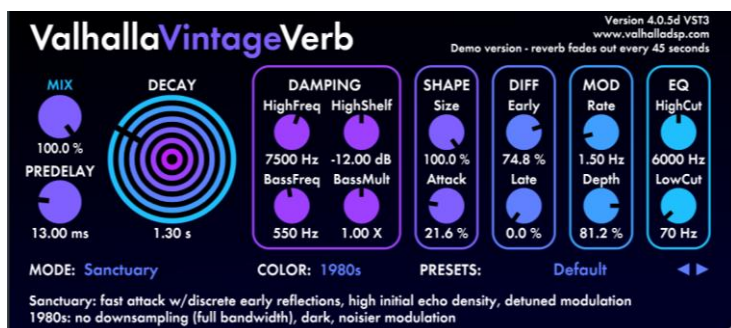 ValhallaVintageVerb
Version 4.0.5d VST3
www.valhalladsp.com
Demo version - reverb fades out every 45 seconds
MIX
100.0 %
PREDELAY
13.00 ms
DECAY
1.30 s
DAMPING
HighFreq HighShelf
7500 Hz -12.00 dB
BassFreq BassMult
550 Hz 1.00 X
SHAPE
Size
100.0 %
Attack
21.6 %
DIFF
Early
74.8 %
Late
0.0 %
MOD
Rate
1.50 Hz
Depth
81.2 %
EQ
HighCut
6000 Hz
LowCut
70 Hz
MODE: Sanctuary COLOR: 1980s PRESETS: Default
Sanctuary: fast attack w/discrete early reflections, high initial echo density, detuned modulation
1980s: no downsampling (full bandwidth), dark, noisier modulation